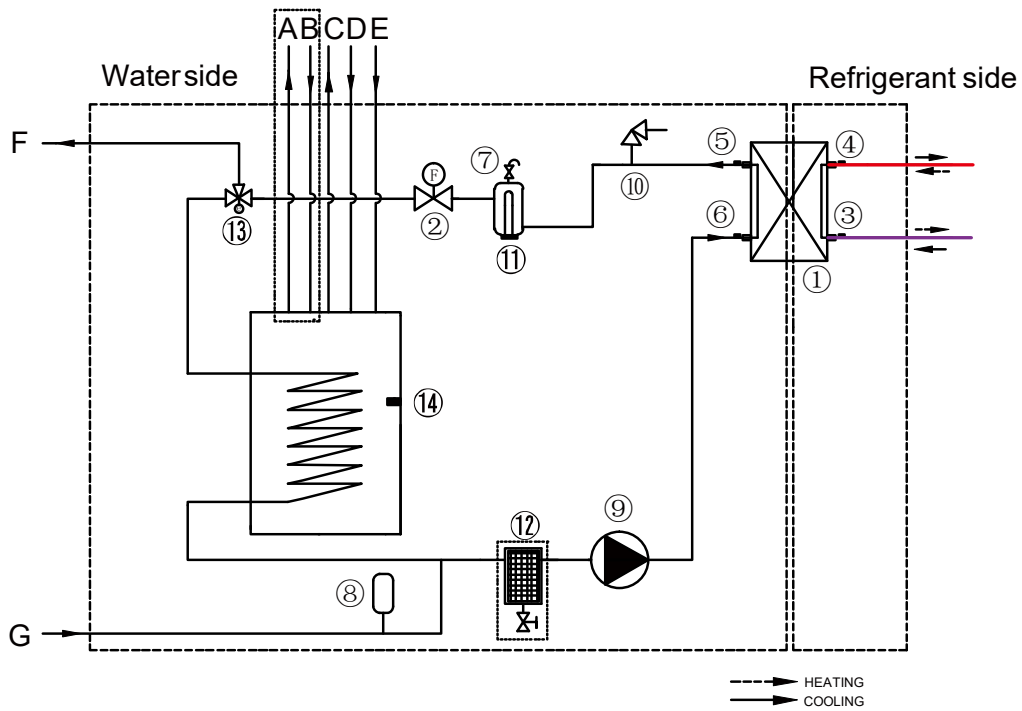 A B C D E
Water side
Refrigerant side
F
⑦
F
⑤
④
⑩
⑬
②
⑥
③
⑪
①
⑭
⑨
⑫
⑧
G
HEATING
COOLING